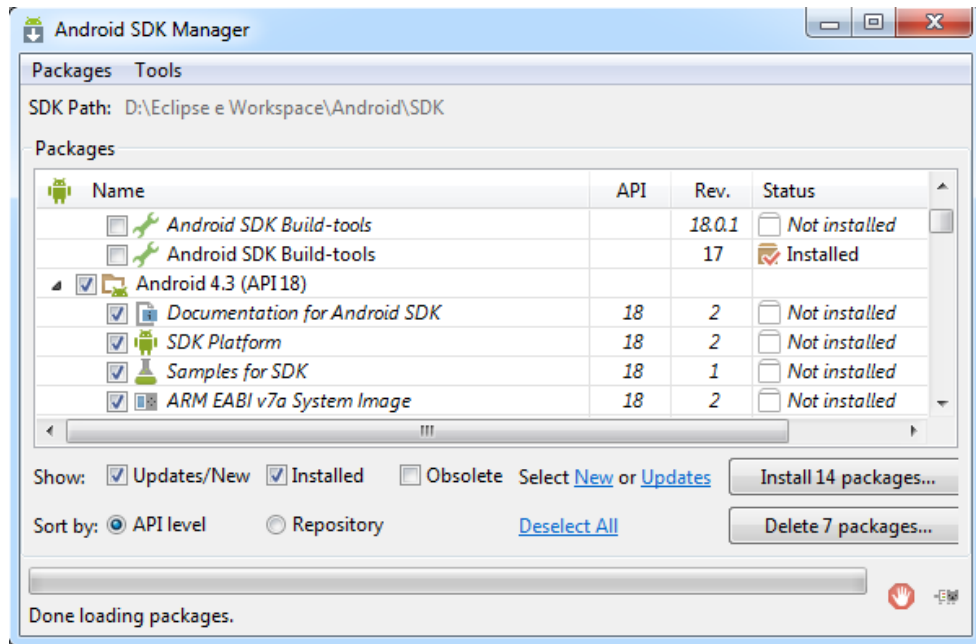 Android SDK Manager
Packages Tools
SDK Path: D:\Eclipse e Workspace\Android\SDK
Packages
Name API Rev. Status
Android SDK Build-tools 18.0.1 Not installed
Android SDK Build-tools 17 Installed
Android 4.3 (API 18)
Documentation for Android SDK 18 2 Not installed
SDK Platform 18 2 Not installed
Samples for SDK 18 1 Not installed
ARM EABI v7a System Image 18 2 Not installed
Show: Updates/New Installed Obsolete Select New or Updates Install 14 packages...
Sort by: API level Repository Deselect All Delete 7 packages...
Done loading packages.